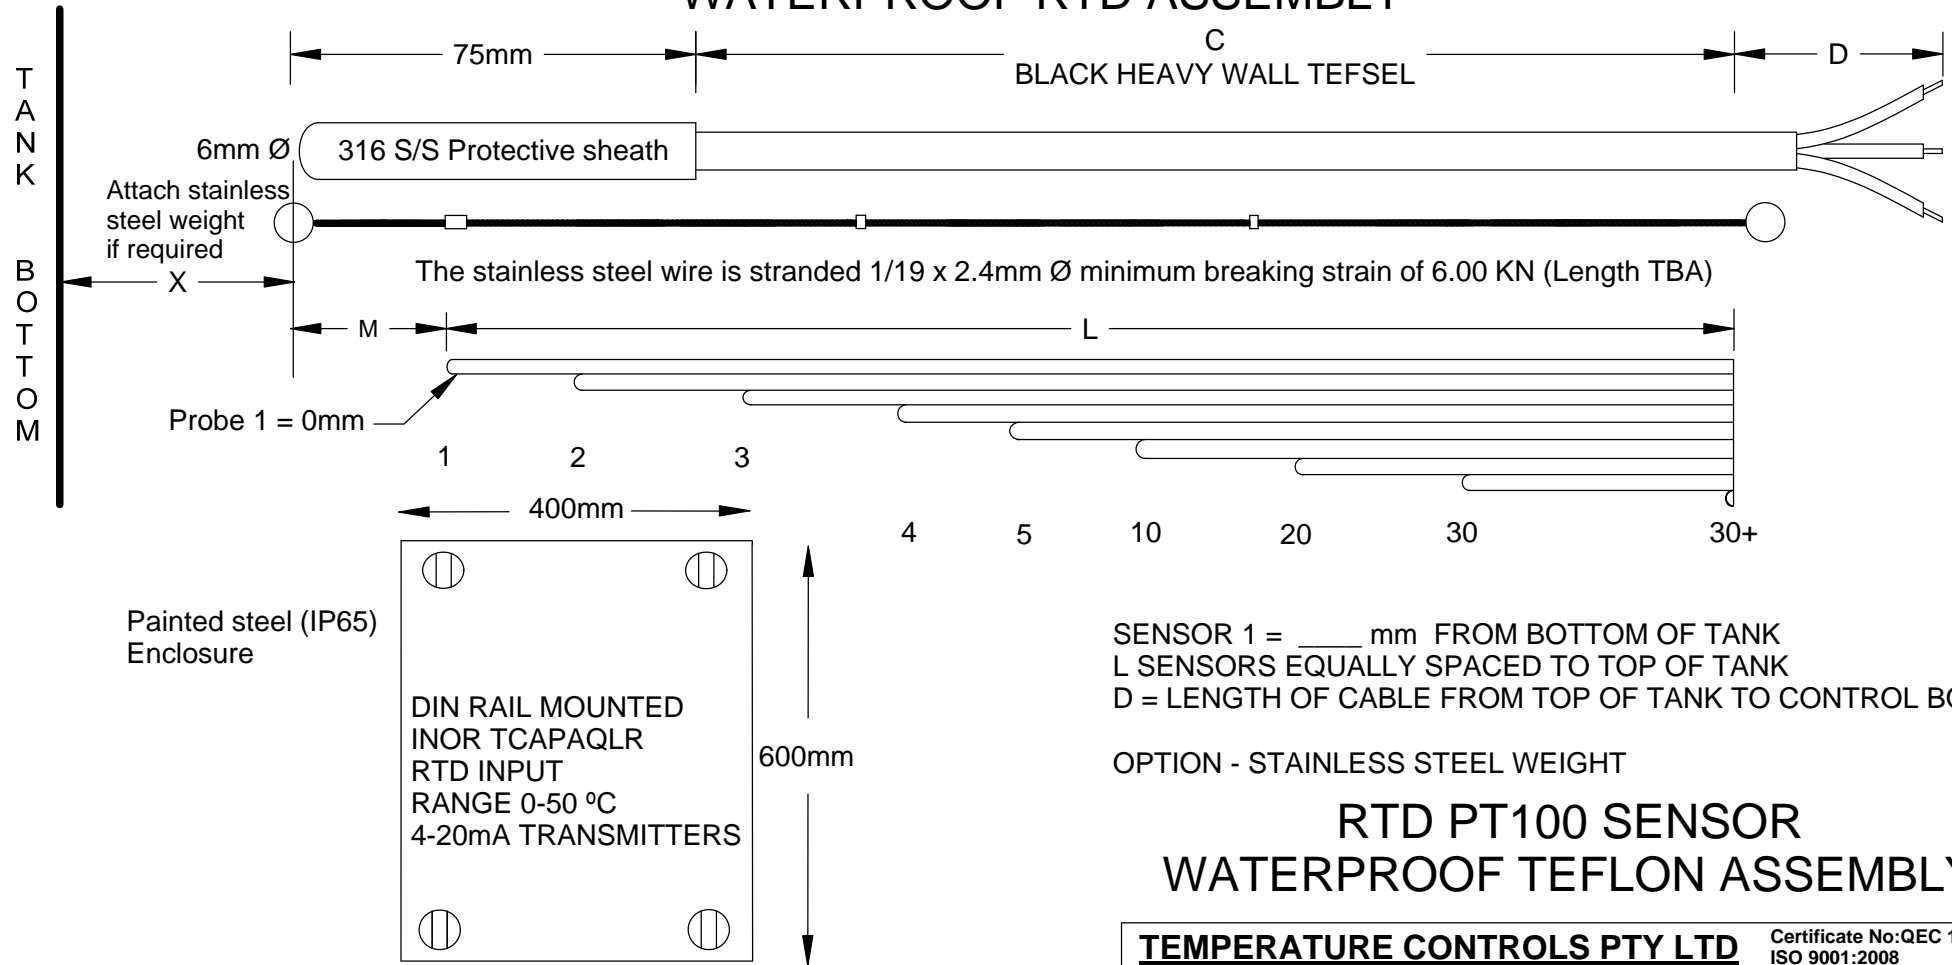 WATERPROOF RTD ASSEMBLY
TANK BOTTOM
75mm
C
BLACK HEAVY WALL TEFSEL
D
6mm Ø
316 S/S Protective sheath
Attach stainless
steel weight
if required
X
The stainless steel wire is stranded 1/19 x 2.4mm Ø minimum breaking strain of 6.00 KN (Length TBA)
M
L
Probe 1 = 0mm
1 2 3
4 5 10 20 30 30+
400mm
600mm
Painted steel (IP65)
Enclosure
DIN RAIL MOUNTED
INOR TCAPAQLR
RTD INPUT
RANGE 0-50 ºC
4-20mA TRANSMITTERS
SENSOR 1 = ____ mm FROM BOTTOM OF TANK
L SENSORS EQUALLY SPACED TO TOP OF TANK
D = LENGTH OF CABLE FROM TOP OF TANK TO CONTROL
OPTION - STAINLESS STEEL WEIGHT
RTD PT100 SENSOR
WATERPROOF TEFLON ASSEMBLY
TEMPERATURE CONTROLS PTY LTD
Certificate No:QEC
ISO 9001:2008